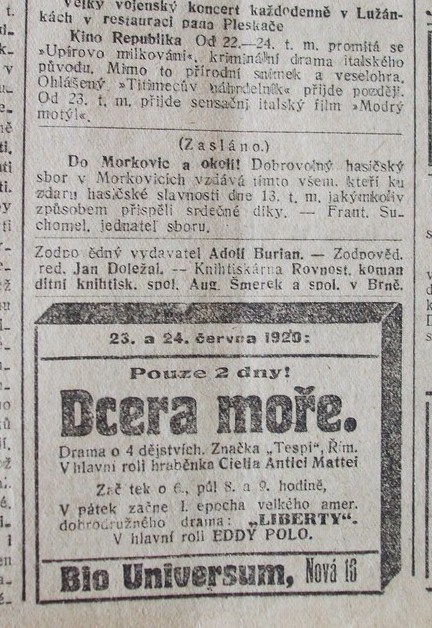 Velký vojenský koncert každodenně v Lužán-
kách v restauraci pana Pleskače
Kino Republika Od 22.—24. t. m. promítá se
»Upírovo milkování«, kriminální drama italského
původu. Mimo to přírodní snímek a veselohra.
Ohlášený »Titimecův náhrdelník« přijde později.
Od 23. t. m. přijde sensační italský film »Modrý
motýl«.
(Zasláno.)
Do Morkovic a okolí! Dobrovolný hasičský
sbor v Morkovicích vzdává tímto všem, kteří ku
zdaru hasičské slavnosti dne 13. t. m. jakýmkoliv
způsobem přispěli srdečné díky. — Frant. Su-
chomel, jednatel sboru.
Zodpo ědný vydavatel Adolf Burian. — Zodpověd.
red. Jan Doležal. — Knihtiskárna Rovnost, koman
ditní knihtisk. spol. Aug. Šmerek a spol. v Brně.
23. a 24. června 1920:
Pouze 2 dny!
Dcera moře.
Drama o 4 dějstvích. Značka „Tespi“, Řím.
V hlavní roli hraběnka Cielia Antici Mattei
Zač tek o 6., půl 8. a 9. hodině,
V pátek začne I. epocha velkého amer.
dobrodružného drama: „LIBERTY“.
V hlavní roli EDDY POLO.
Bio Universum, Nová 16